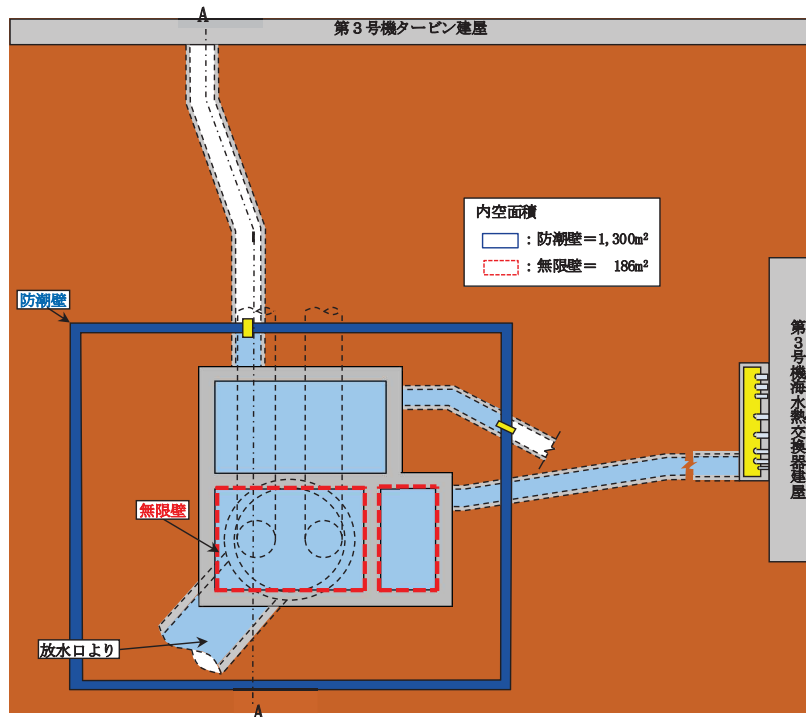 A
第3号機タービン建屋
内空面積
：防潮壁＝1,300m²
：無限壁＝ 186m²
防潮壁
第3号機海水熱交換器建屋
無限壁
放水口より
A